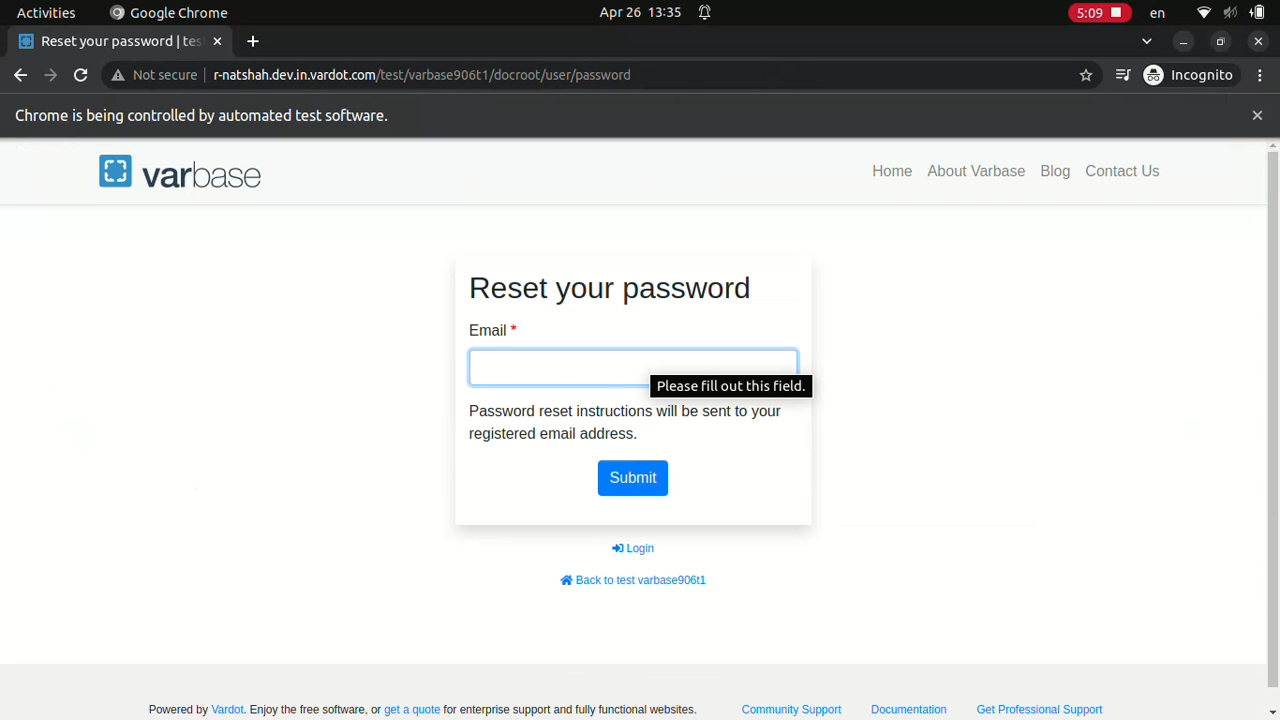 Activities Google Chrome Apr 26 13:35 5:09 en
Reset your password | tes
Not secure r-natshah.dev.in.vardot.com/test/varbase906t1/docroot/user/password Incognito
Chrome is being controlled by automated test software.
varbase Home About Varbase Blog Contact Us
Reset your password
Email *
Please fill out this field.
Password reset instructions will be sent to your
registered email address.
Submit
Login
Back to test varbase906t1
Powered by Vardot. Enjoy the free software, or get a quote for enterprise support and fully functional websites. Community Support Documentation Get Professional Support